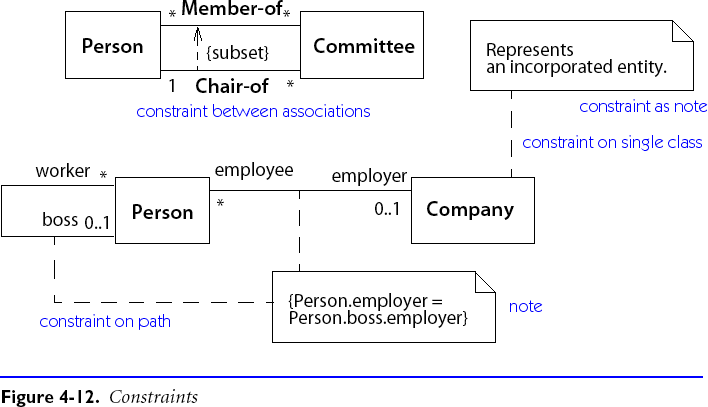 * Member-of *
Person
{subset}
Committee
1 Chair-of *
constraint between associations
Represents
an incorporated entity.
constraint as note
constraint on single class
worker *
boss 0..1
Person
employee
*
employer
0..1
Company
{Person.employer =
Person.boss.employer}
note
constraint on path
Figure 4-12. Constraints